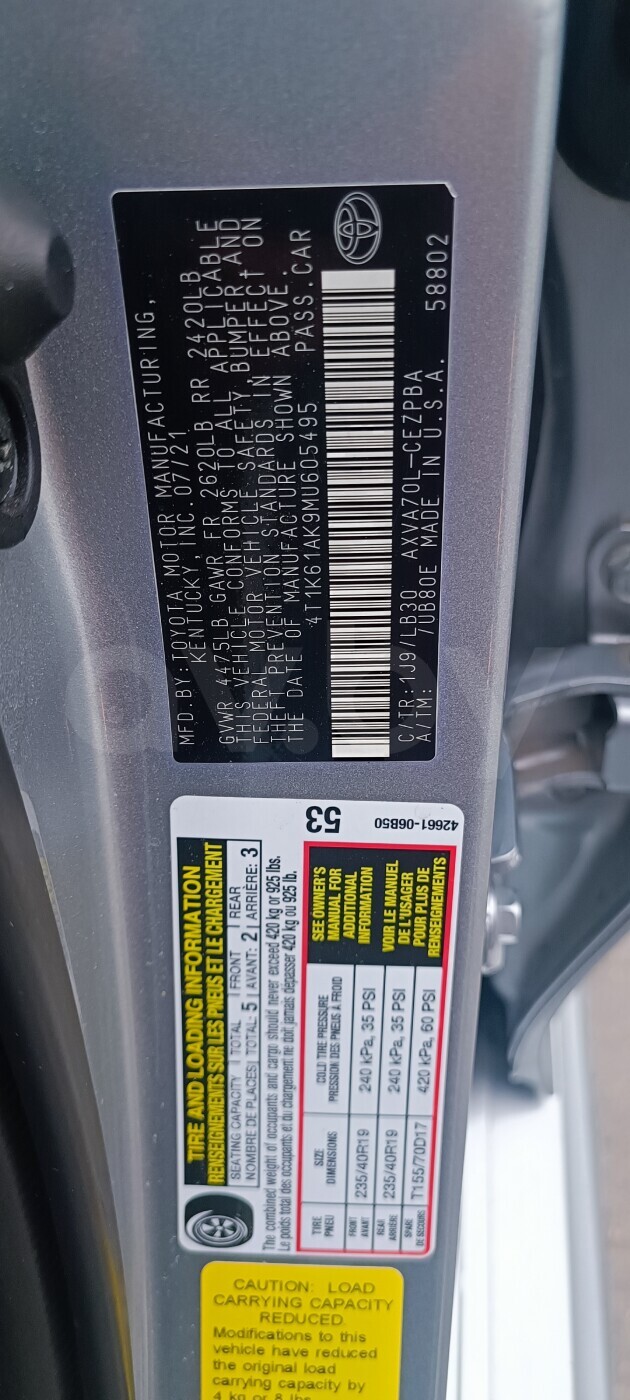 MFD.BY:TOYOTA MOTOR MANUFACTURING,
KENTUCKY, INC.07/21
GVWR 4475LB GAWR FR 2620LB RR 2420LB
THIS VEHICLE CONFORMS TO ALL APPLICABLE
FEDERAL MOTOR VEHICLE SAFETY, BUMPER AND
THEFT PREVENTION STANDARDS IN EFFECT ON
THE DATE OF MANUFACTURE SHOWN ABOVE.
4T1K61AK9MU605495 PASS.CAR
C/TR:1J9/LB30 AXVA70L-CEZPBA
A/TM: /UB80E MADE IN U.S.A. 58802
TIRE AND LOADING INFORMATION
RENSEIGNEMENTS SUR LES PNEUS ET LE CHARGEMENT
SEATING CAPACITY | TOTAL | FRONT | REAR
NOMBRE DE PLACES | TOTAL: 5 | AVANT: 2 | ARRIÈRE: 3
The combined weight of occupants and cargo should never exceed 420 kg or 925 lbs.
Le poids total des occupants et du chargement ne doit jamais dépasser 420 kg ou 925 lb.
53
42661-06B50
TIRE SIZE COLD TIRE PRESSURE
PNEU DIMENSIONS PRESSION DES PNEUS À FROID
FRONT
AVANT 235/40R19 240 kPa, 35 PSI
REAR
ARRIÈRE 235/40R19 240 kPa, 35 PSI
SPARE
DE SECOURS T155/70D17 420 kPa, 60 PSI
SEE OWNER'S
MANUAL FOR
ADDITIONAL
INFORMATION
VOIR LE MANUEL
DE L'USAGER
POUR PLUS DE
RENSEIGNEMENTS
CAUTION: LOAD
CARRYING CAPACITY
REDUCED
Modifications to this
vehicle have reduced
the original load
carrying capacity by
4 kg or 8 lbs